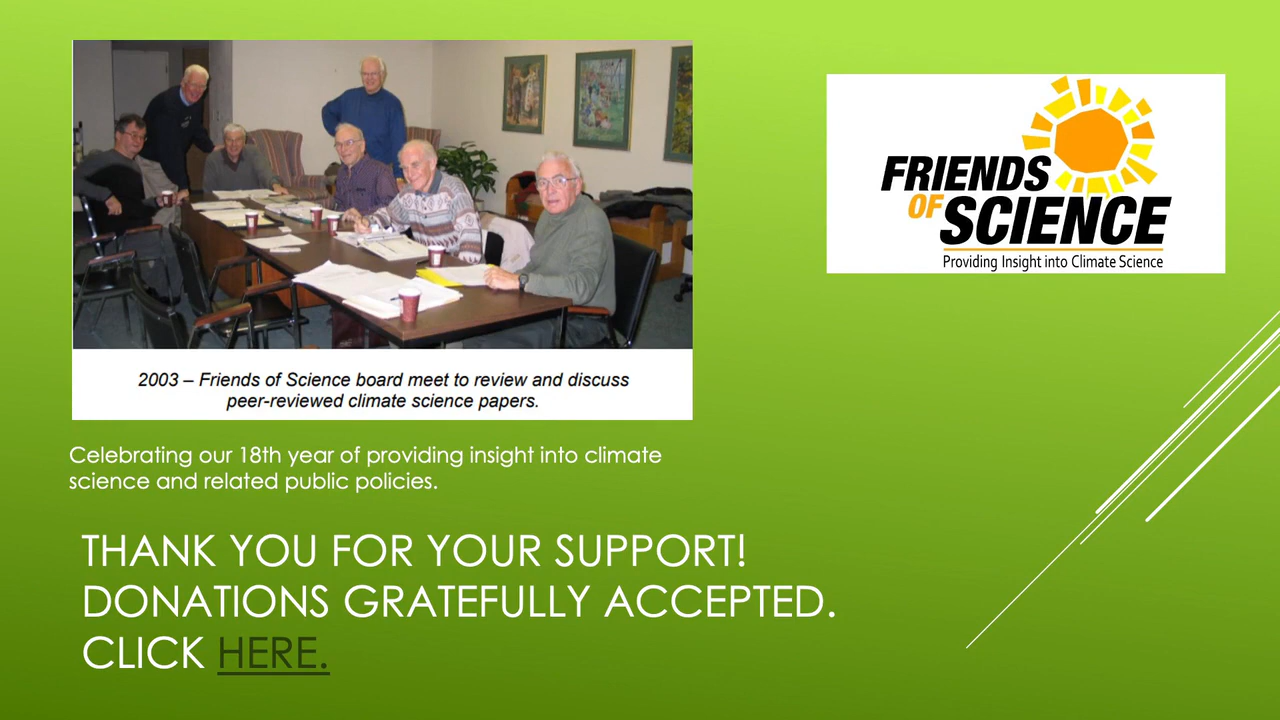 FRIENDS
OF SCIENCE
Providing Insight into Climate Science
2003 – Friends of Science board meet to review and discuss
peer-reviewed climate science papers.
Celebrating our 18th year of providing insight into climate
science and related public policies.
THANK YOU FOR YOUR SUPPORT!
DONATIONS GRATEFULLY ACCEPTED.
CLICK HERE.